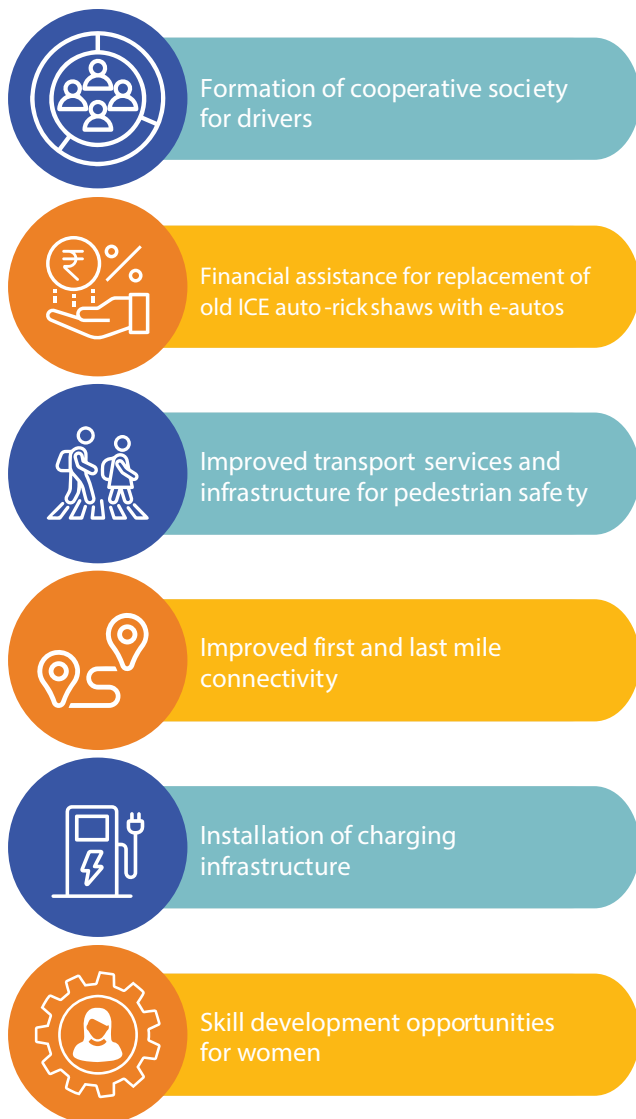 Formation of cooperative society
for drivers
₹
%
Financial assistance for replacement of
old ICE auto-rickshaws with e-autos
Improved transport services and
infrastructure for pedestrian safety
Improved first and last mile
connectivity
Installation of charging
infrastructure
Skill development opportunities
for women